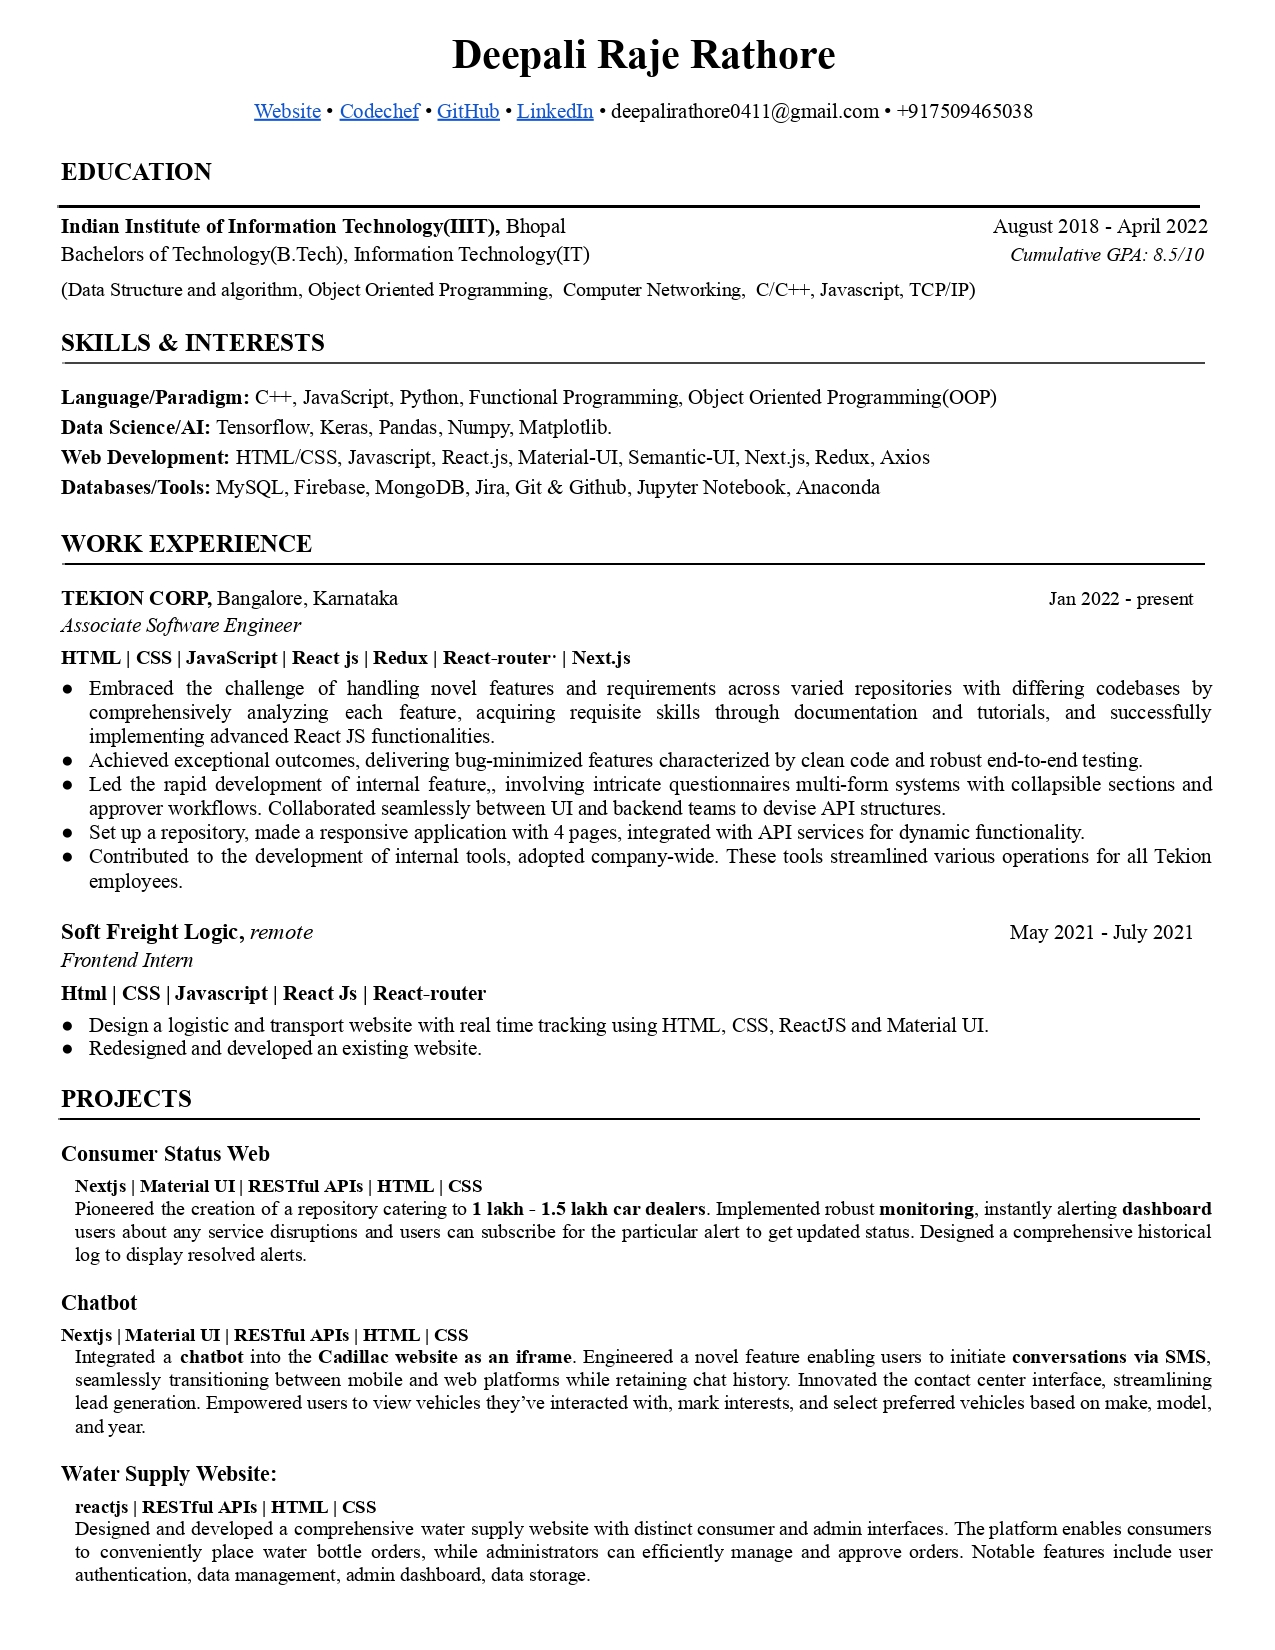 Deepali Raje Rathore
Website • Codechef • GitHub • LinkedIn • deepalirathore0411@gmail.com • +917509465038
EDUCATION
Indian Institute of Information Technology(IIIT), Bhopal August 2018 - April 2022
Bachelors of Technology(B.Tech), Information Technology(IT) Cumulative GPA: 8.5/10
(Data Structure and algorithm, Object Oriented Programming, Computer Networking, C/C++, Javascript, TCP/IP)
SKILLS & INTERESTS
Language/Paradigm: C++, JavaScript, Python, Functional Programming, Object Oriented Programming(OOP)
Data Science/AI: Tensorflow, Keras, Pandas, Numpy, Matplotlib.
Web Development: HTML/CSS, Javascript, React.js, Material-UI, Semantic-UI, Next.js, Redux, Axios
Databases/Tools: MySQL, Firebase, MongoDB, Jira, Git & Github, Jupyter Notebook, Anaconda
WORK EXPERIENCE
TEKION CORP, Bangalore, Karnataka Jan 2022 - present
Associate Software Engineer
HTML | CSS | JavaScript | React js | Redux | React-router· | Next.js
● Embraced the challenge of handling novel features and requirements across varied repositories with differing codebases by
comprehensively analyzing each feature, acquiring requisite skills through documentation and tutorials, and successfully
implementing advanced React JS functionalities.
● Achieved exceptional outcomes, delivering bug-minimized features characterized by clean code and robust end-to-end testing.
● Led the rapid development of internal feature,, involving intricate questionnaires multi-form systems with collapsible sections and
approver workflows. Collaborated seamlessly between UI and backend teams to devise API structures.
● Set up a repository, made a responsive application with 4 pages, integrated with API services for dynamic functionality.
● Contributed to the development of internal tools, adopted company-wide. These tools streamlined various operations for all Tekion
employees.
Soft Freight Logic, remote May 2021 - July 2021
Frontend Intern
Html | CSS | Javascript | React Js | React-router
● Design a logistic and transport website with real time tracking using HTML, CSS, ReactJS and Material UI.
● Redesigned and developed an existing website.
PROJECTS
Consumer Status Web
Nextjs | Material UI | RESTful APIs | HTML | CSS
Pioneered the creation of a repository catering to 1 lakh - 1.5 lakh car dealers. Implemented robust monitoring, instantly alerting dashboard
users about any service disruptions and users can subscribe for the particular alert to get updated status. Designed a comprehensive historical
log to display resolved alerts.
Chatbot
Nextjs | Material UI | RESTful APIs | HTML | CSS
Integrated a chatbot into the Cadillac website as an iframe. Engineered a novel feature enabling users to initiate conversations via SMS,
seamlessly transitioning between mobile and web platforms while retaining chat history. Innovated the contact center interface, streamlining
lead generation. Empowered users to view vehicles they’ve interacted with, mark interests, and select preferred vehicles based on make, model,
and year.
Water Supply Website:
reactjs | RESTful APIs | HTML | CSS
Designed and developed a comprehensive water supply website with distinct consumer and admin interfaces. The platform enables consumers
to conveniently place water bottle orders, while administrators can efficiently manage and approve orders. Notable features include user
authentication, data management, admin dashboard, data storage.